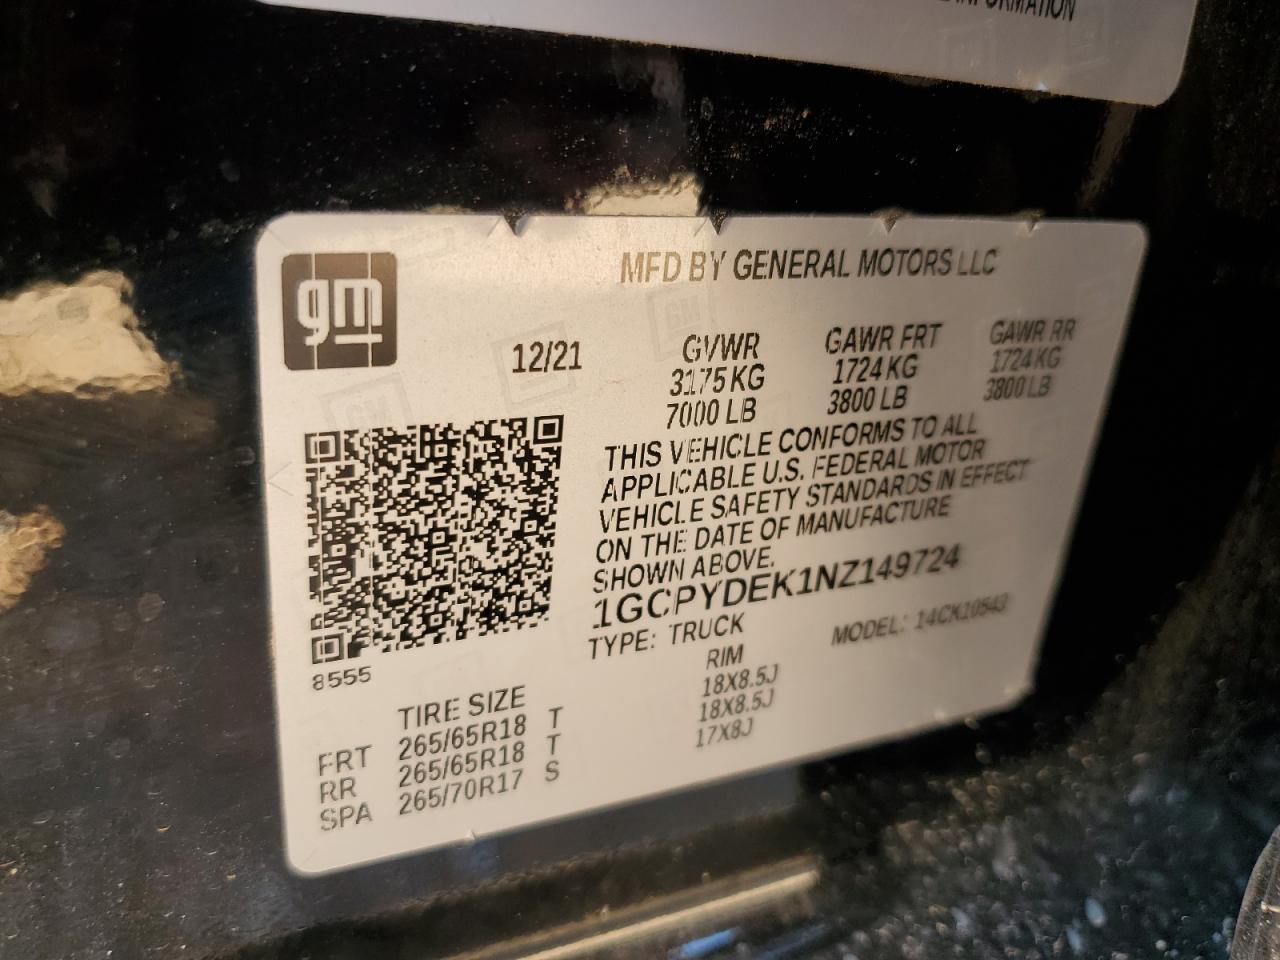 INFORMATION
gm
MFD BY GENERAL MOTORS LLC
12/21
GVWR GAWR FRT GAWR RR
3175 KG 1724 KG 1724 KG
7000 LB 3800 LB 3800 LB
THIS VEHICLE CONFORMS TO ALL
APPLICABLE U.S. FEDERAL MOTOR
VEHICLE SAFETY STANDARDS IN EFFECT
ON THE DATE OF MANUFACTURE
SHOWN ABOVE.
1GCPYDEK1NZ149724
TYPE: TRUCK MODEL: 14CK10543
8555
TIRE SIZE RIM
FRT 265/65R18 T 18X8.5J
RR 265/65R18 T 18X8.5J
SPA 265/70R17 S 17X8J